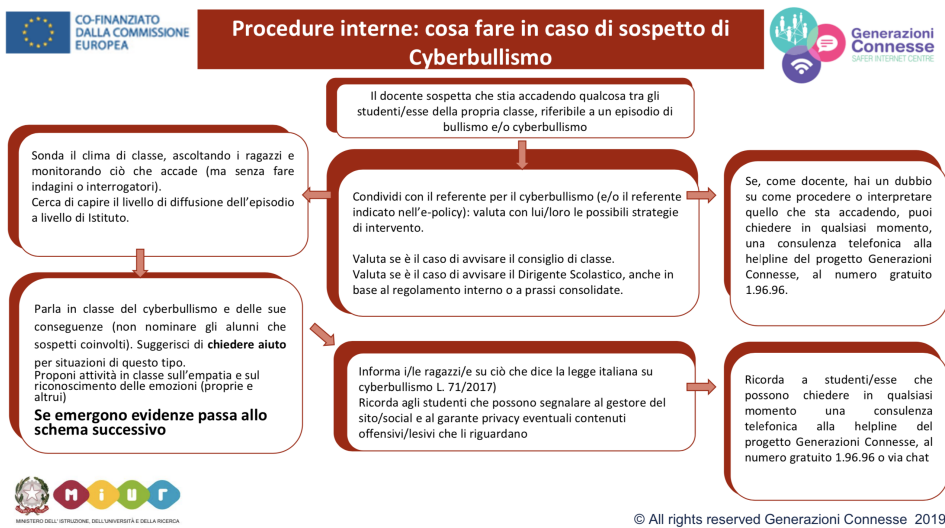 CO-FINANZIATO
DALLA COMMISSIONE
EUROPEA
Procedure interne: cosa fare in caso di sospetto di
Cyberbullismo
Generazioni
Connesse
SAFER INTERNET CENTRE
Il docente sospetta che stia accadendo qualcosa tra gli
studenti/esse della propria classe, riferibile a un episodio di
bullismo e/o cyberbullismo
Sonda il clima di classe, ascoltando i ragazzi e
monitorando ciò che accade (ma senza fare
indagini o interrogatori).
Cerca di capire il livello di diffusione dell'episodio
a livello di Istituto.
Condividi con il referente per il cyberbullismo (e/o il referente
indicato nell'e-policy): valuta con lui/loro le possibili strategie
di intervento.
Valuta se è il caso di avvisare il consiglio di classe.
Valuta se è il caso di avvisare il Dirigente Scolastico, anche in
base al regolamento interno o a prassi consolidate.
Se, come docente, hai un dubbio
su come procedere o interpretare
quello che sta accadendo, puoi
chiedere in qualsiasi momento,
una consulenza telefonica alla
helpline del progetto Generazioni
Connesse, al numero gratuito
1.96.96.
Parla in classe del cyberbullismo e delle sue
conseguenze (non nominare gli alunni che
sospetti coinvolti). Suggerisci di chiedere aiuto
per situazioni di questo tipo.
Proponi attività in classe sull'empatia e sul
riconoscimento delle emozioni (proprie e
altrui)
Se emergono evidenze passa allo
schema successivo
Informa i/le ragazzi/e su ciò che dice la legge italiana su
cyberbullismo L. 71/2017)
Ricorda agli studenti che possono segnalare al gestore del
sito/social e al garante privacy eventuali contenuti
offensivi/lesivi che li riguardano
Ricorda a studenti/esse che
possono chiedere in qualsiasi
momento una consulenza
telefonica alla helpline del
progetto Generazioni Connesse, al
numero gratuito 1.96.96 o via chat
miur
MINISTERO DELL' ISTRUZIONE, DELL'UNIVERSITÀ E DELLA RICERCA
© All rights reserved Generazioni Connesse 2019